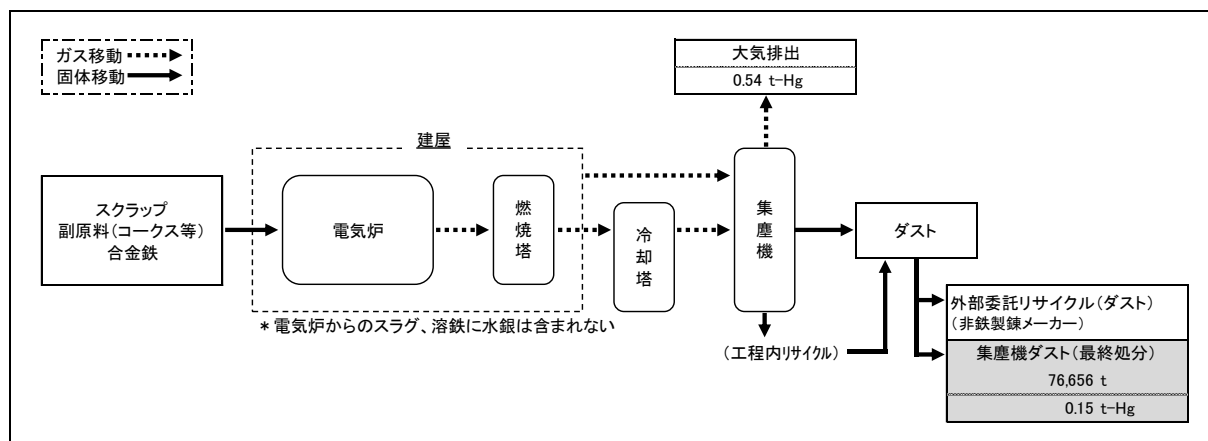 ガス移動
固体移動
大気排出
0.54 t-Hg
建屋
スクラップ
副原料(コークス等)
合金鉄
電気炉
燃焼塔
冷却塔
集塵機
ダスト
*電気炉からのスラグ、溶鉄に水銀は含まれない
(工程内リサイクル)
外部委託リサイクル(ダスト)
(非鉄製錬メーカー)
集塵機ダスト(最終処分)
76,656 t
0.15 t-Hg